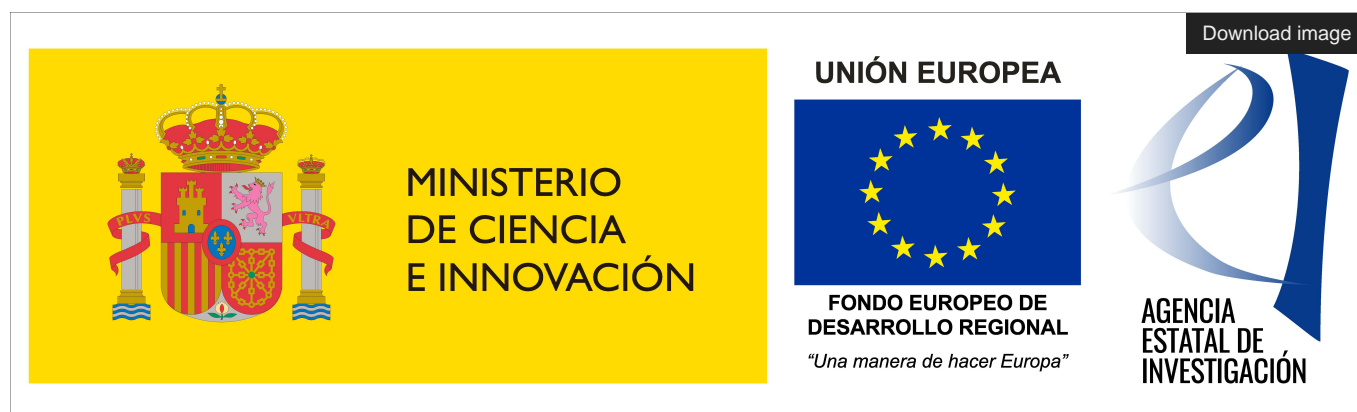 Download image
PLVS VLTRA
MINISTERIO
DE CIENCIA
E INNOVACIÓN
UNIÓN EUROPEA
FONDO EUROPEO DE
DESARROLLO REGIONAL
“Una manera de hacer Europa”
AGENCIA
ESTATAL DE
INVESTIGACIÓN